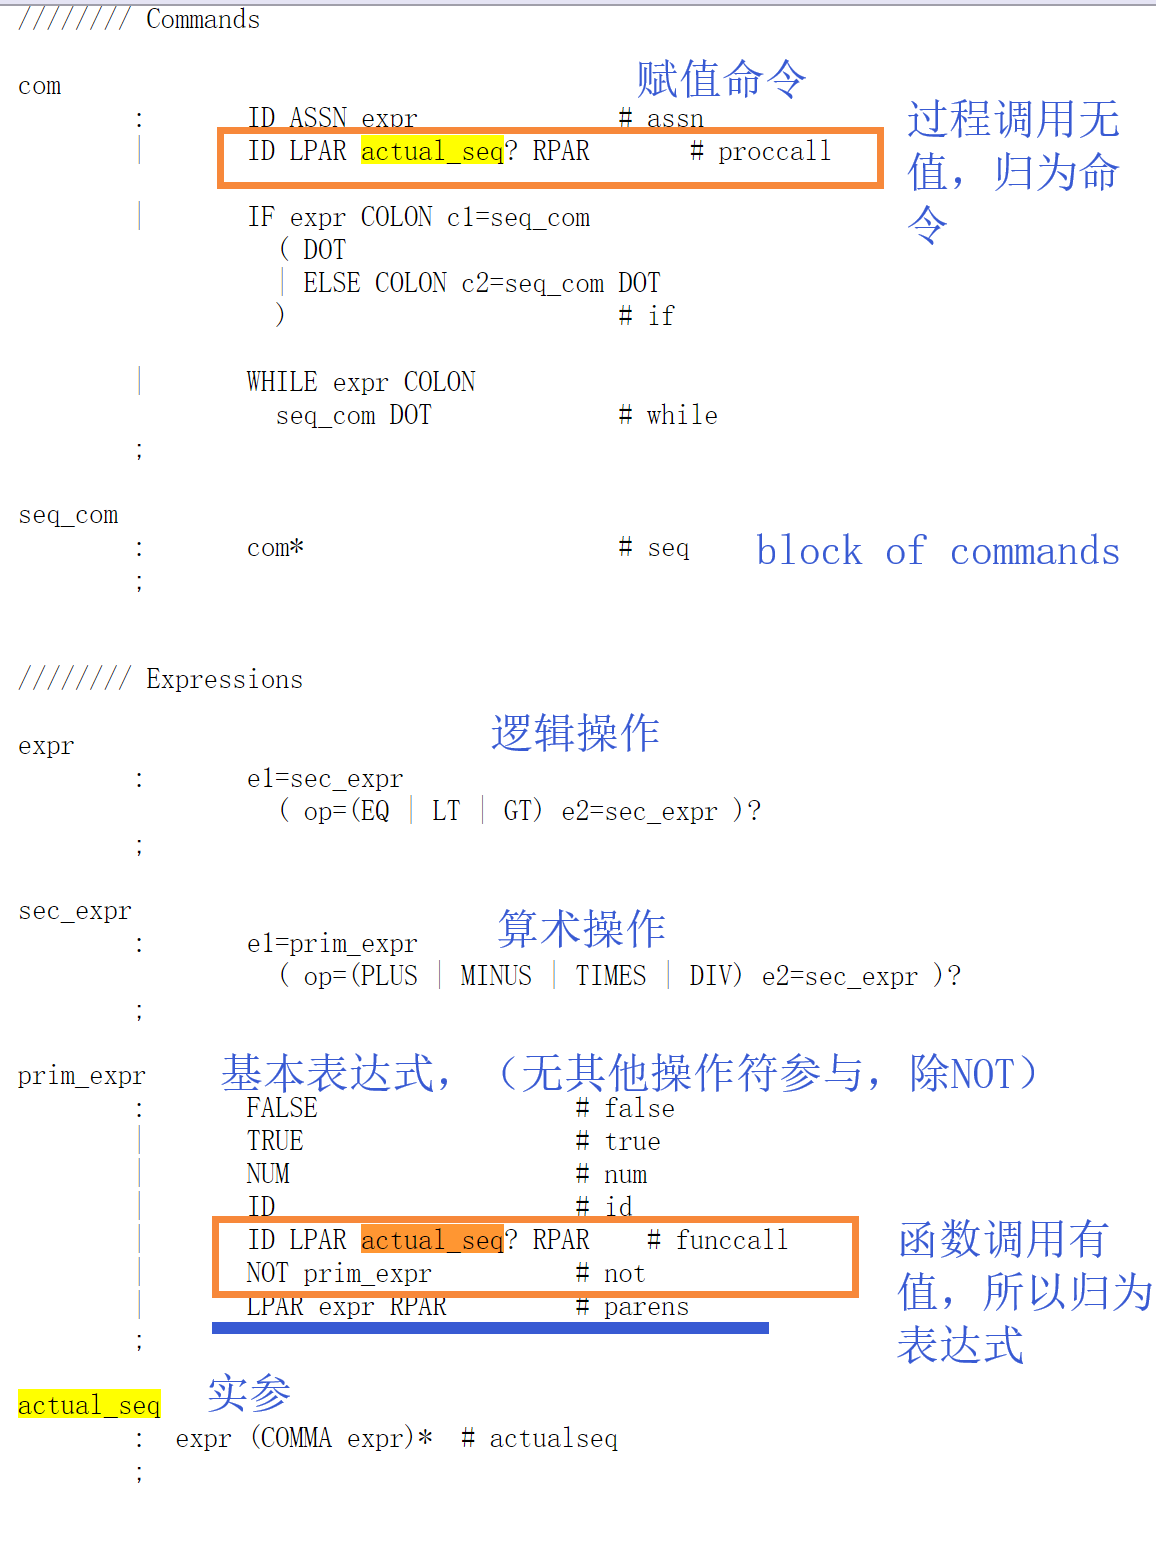 //////// Commands
赋值命令
com
: ID ASSN expr # assn
| ID LPAR actual_seq? RPAR # proccall
过程调用无
值，归为命
令
| IF expr COLON c1=seq_com
( DOT
| ELSE COLON c2=seq_com DOT
) # if
| WHILE expr COLON
seq_com DOT # while
;
seq_com
: com* # seq
block of commands
;
//////// Expressions
逻辑操作
expr
: e1=sec_expr
( op=(EQ | LT | GT) e2=sec_expr )?
;
sec_expr
算术操作
: e1=prim_expr
( op=(PLUS | MINUS | TIMES | DIV) e2=sec_expr )?
;
prim_expr
基本表达式，（无其他操作符参与，除NOT）
: FALSE # false
| TRUE # true
| NUM # num
| ID # id
| ID LPAR actual_seq? RPAR # funccall
| NOT prim_expr # not
| LPAR expr RPAR # parens
;
函数调用有
值，所以归为
表达式
actual_seq
实参
: expr (COMMA expr)* # actualseq
;